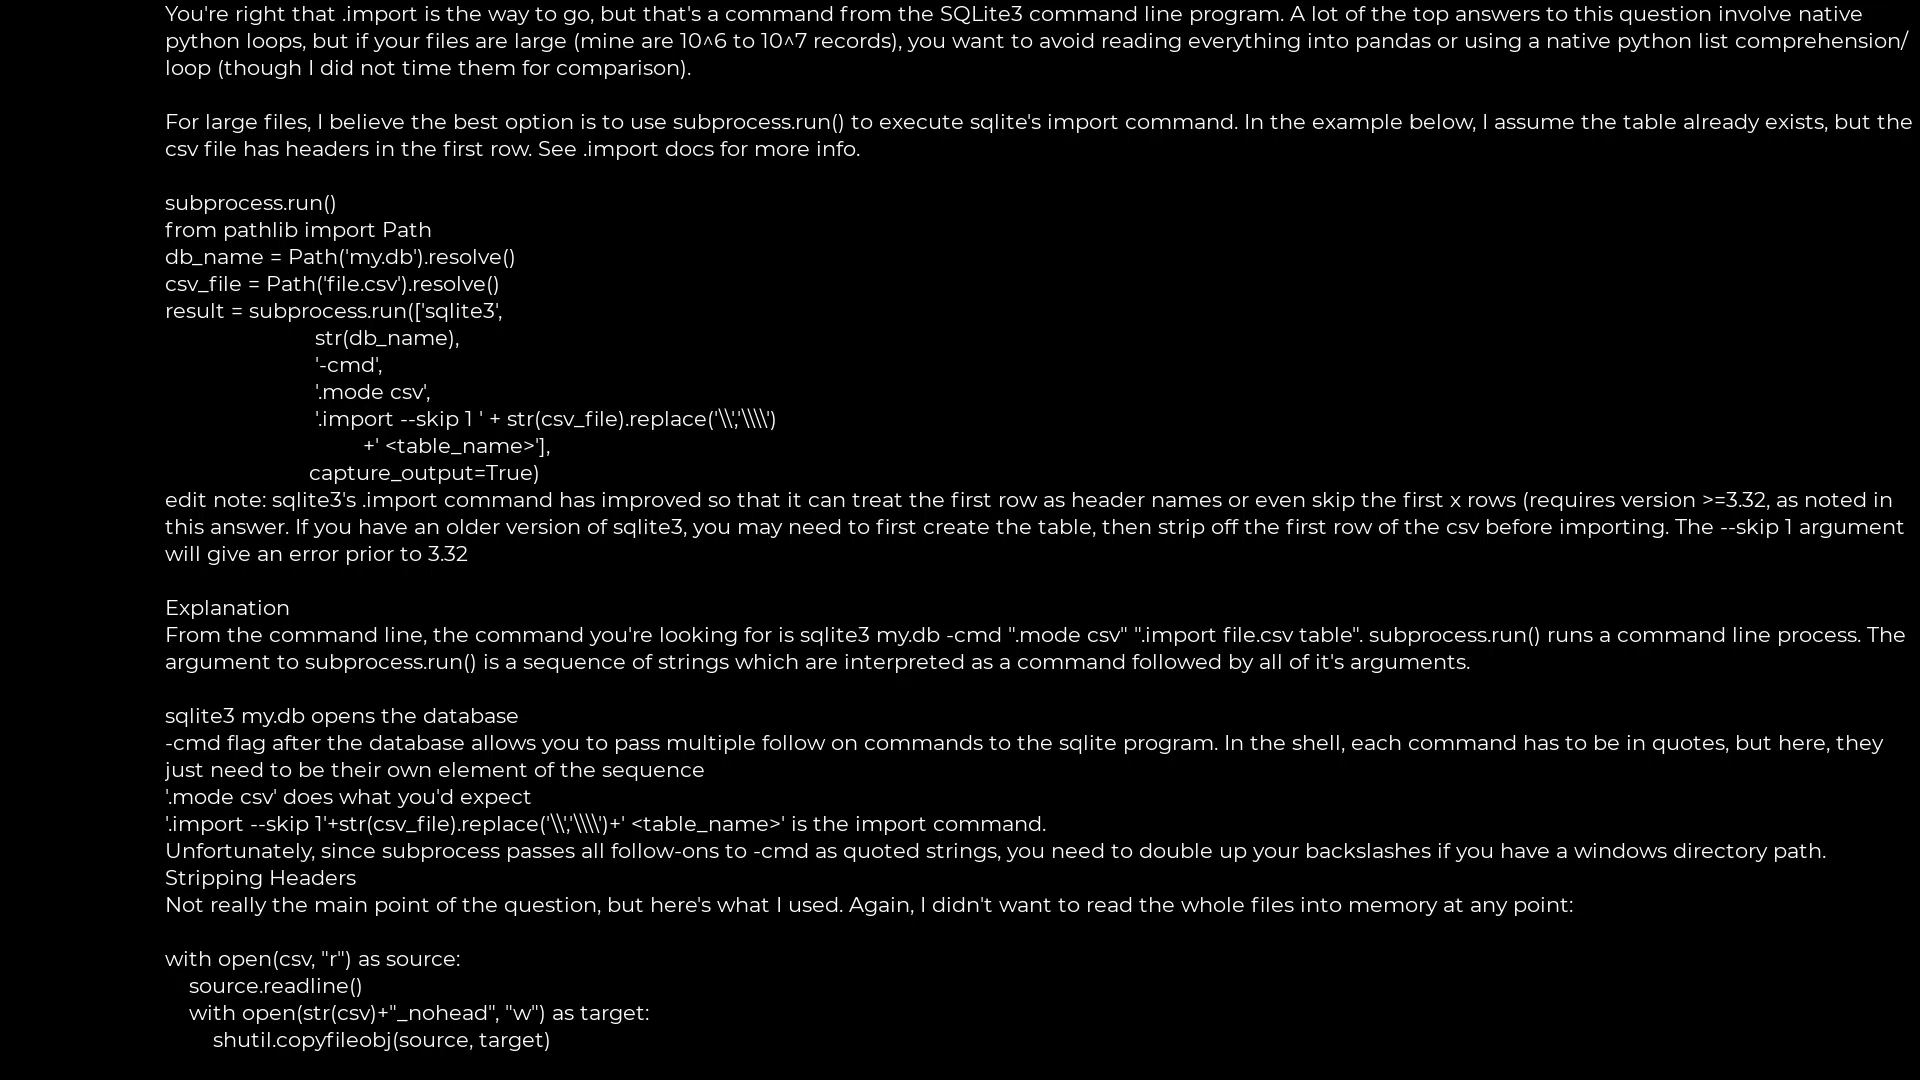 You're right that .import is the way to go, but that's a command from the SQLite3 command line program. A lot of the top answers to this question involve native
python loops, but if your files are large (mine are 10^6 to 10^7 records), you want to avoid reading everything into pandas or using a native python list comprehension/
loop (though I did not time them for comparison).

For large files, I believe the best option is to use subprocess.run() to execute sqlite's import command. In the example below, I assume the table already exists, but the
csv file has headers in the first row. See .import docs for more info.

subprocess.run()
from pathlib import Path
db_name = Path('my.db').resolve()
csv_file = Path('file.csv').resolve()
result = subprocess.run(['sqlite3',
                         str(db_name),
                         '-cmd',
                         '.mode csv',
                         '.import --skip 1 ' + str(csv_file).replace('\\','\\\\')
                                 +' <table_name>'],
                        capture_output=True)
edit note: sqlite3's .import command has improved so that it can treat the first row as header names or even skip the first x rows (requires version >=3.32, as noted in
this answer. If you have an older version of sqlite3, you may need to first create the table, then strip off the first row of the csv before importing. The --skip 1 argument
will give an error prior to 3.32

Explanation
From the command line, the command you're looking for is sqlite3 my.db -cmd ".mode csv" ".import file.csv table". subprocess.run() runs a command line process. The
argument to subprocess.run() is a sequence of strings which are interpreted as a command followed by all of it's arguments.

sqlite3 my.db opens the database
-cmd flag after the database allows you to pass multiple follow on commands to the sqlite program. In the shell, each command has to be in quotes, but here, they
just need to be their own element of the sequence
'.mode csv' does what you'd expect
'.import --skip 1'+str(csv_file).replace('\\','\\\\')+' <table_name>' is the import command.
Unfortunately, since subprocess passes all follow-ons to -cmd as quoted strings, you need to double up your backslashes if you have a windows directory path.
Stripping Headers
Not really the main point of the question, but here's what I used. Again, I didn't want to read the whole files into memory at any point:

with open(csv, "r") as source:
    source.readline()
    with open(str(csv)+"_nohead", "w") as target:
        shutil.copyfileobj(source, target)